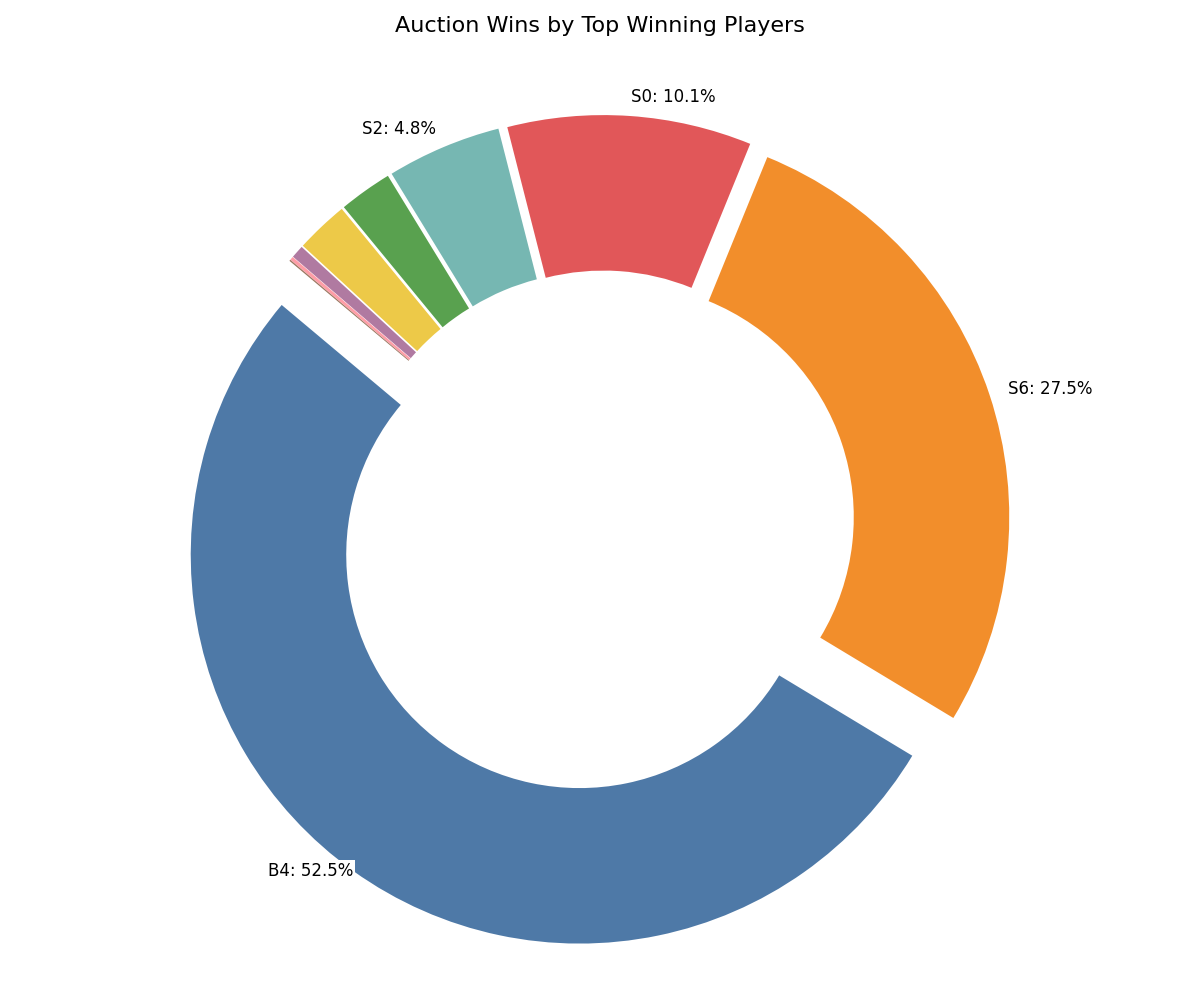 Auction Wins by Top Winning Players
S0: 10.1%
S2: 4.8%
S6: 27.5%
B4: 52.5%